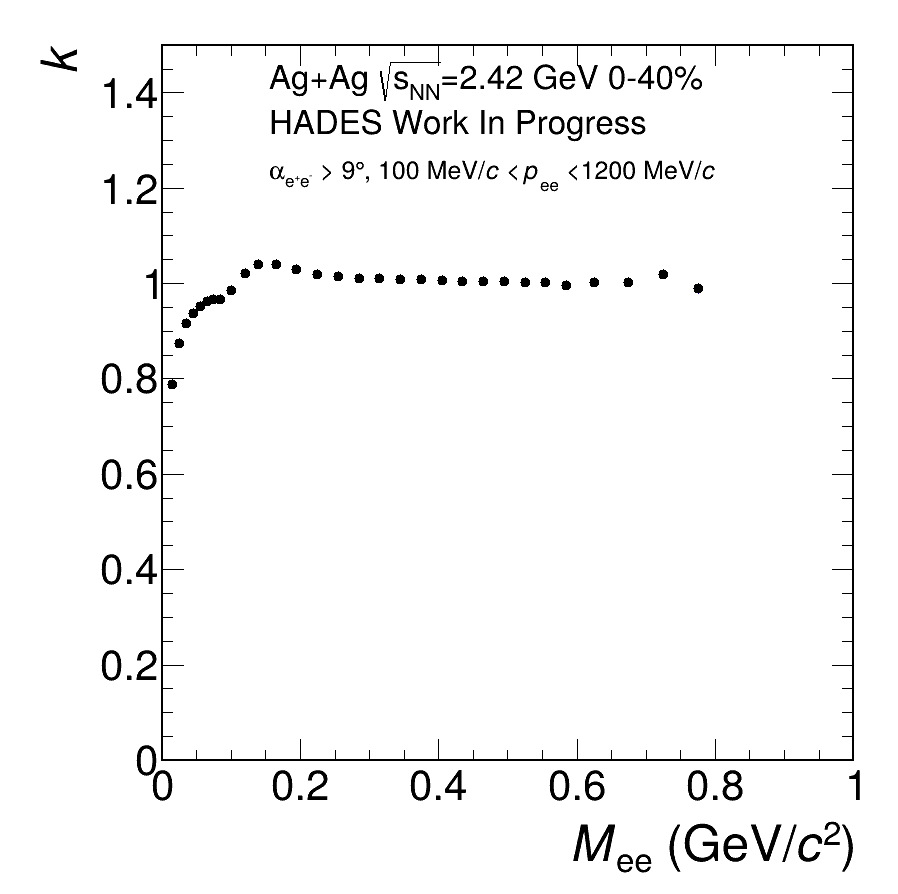 k
Ag+Ag √sNN=2.42 GeV 0-40%
HADES Work In Progress
αe+e- > 9°, 100 MeV/c <pee <1200 MeV/c
1.4
1.2
1
0.8
0.6
0.4
0.2
0
0 0.2 0.4 0.6 0.8 1
Mee (GeV/c²)